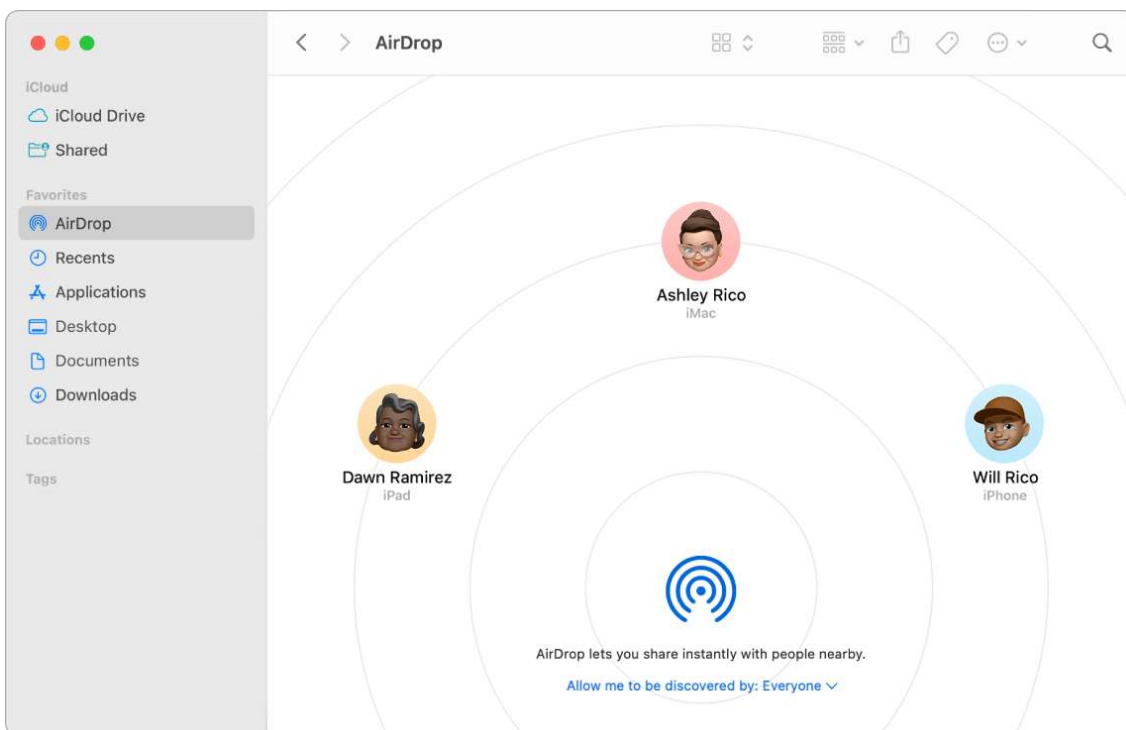 AirDrop
iCloud
iCloud Drive
Shared
Favorites
AirDrop
Recents
Applications
Desktop
Documents
Downloads
Locations
Tags
Ashley Rico
iMac
Dawn Ramirez
iPad
Will Rico
iPhone
AirDrop lets you share instantly with people nearby.
Allow me to be discovered by: Everyone